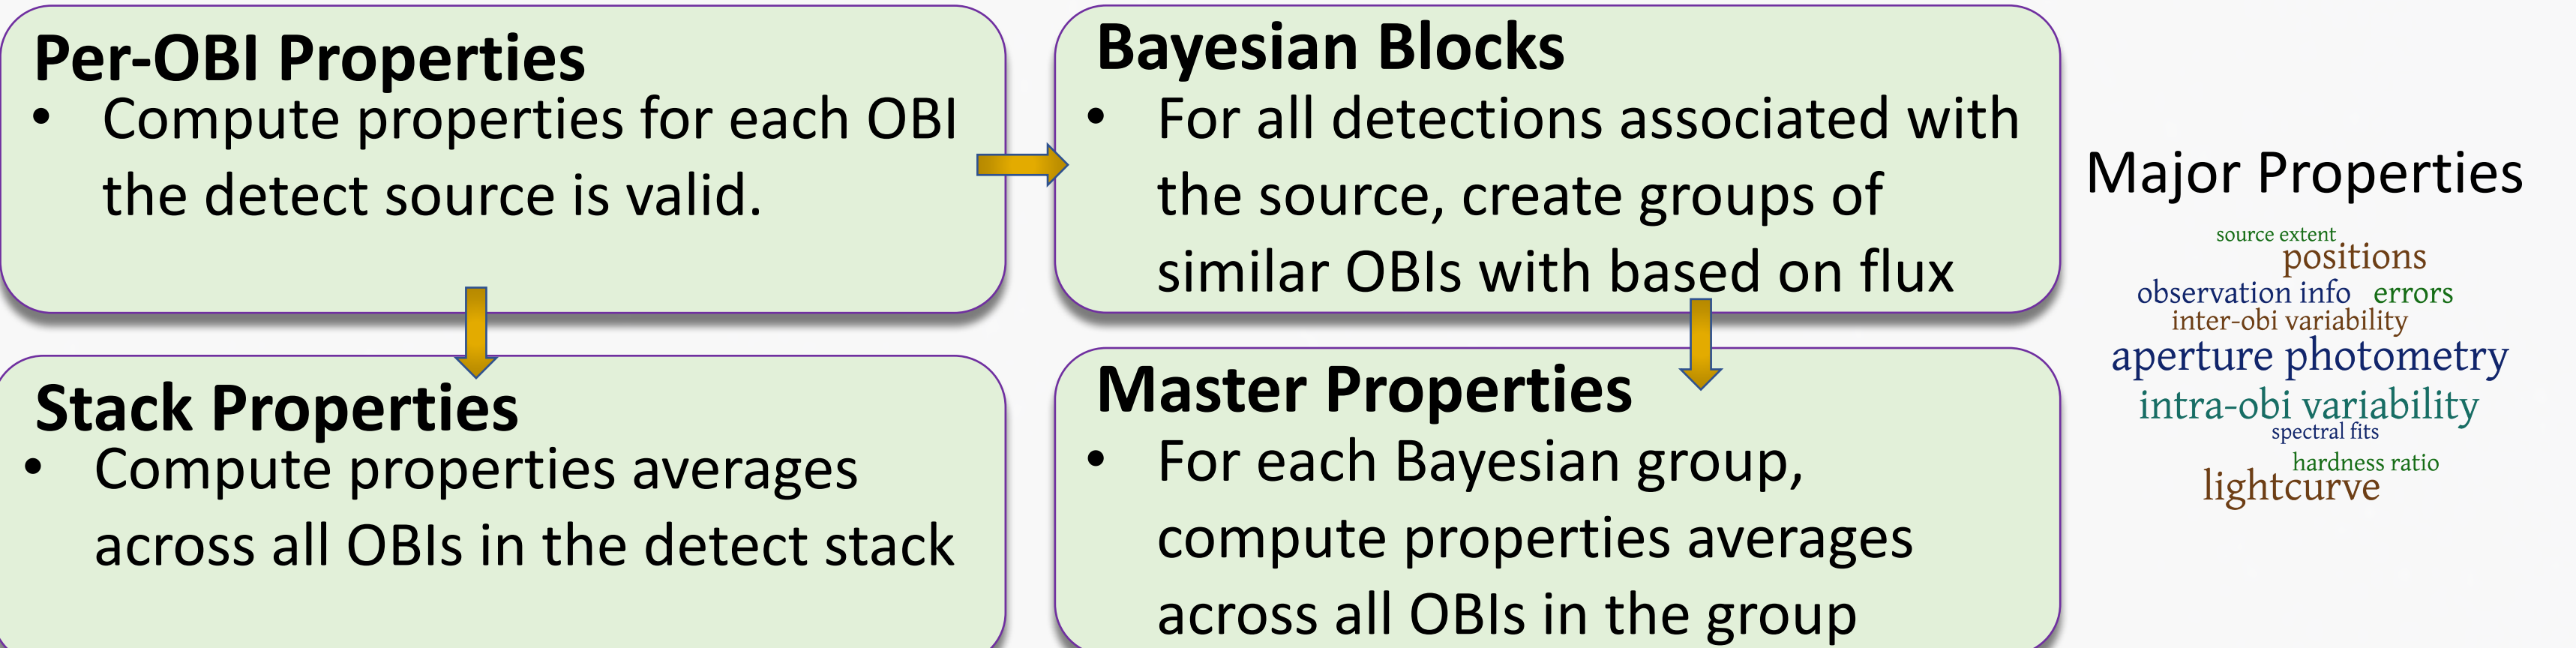 Per-OBI Properties
• Compute properties for each OBI
the detect source is valid.
Bayesian Blocks
• For all detections associated with
the source, create groups of
similar OBIs with based on flux
Stack Properties
• Compute properties averages
across all OBIs in the detect stack
Master Properties
• For each Bayesian group,
compute properties averages
across all OBIs in the group
Major Properties
source extent
positions
observation info errors
inter-obi variability
aperture photometry
intra-obi variability
spectral fits
hardness ratio
lightcurve